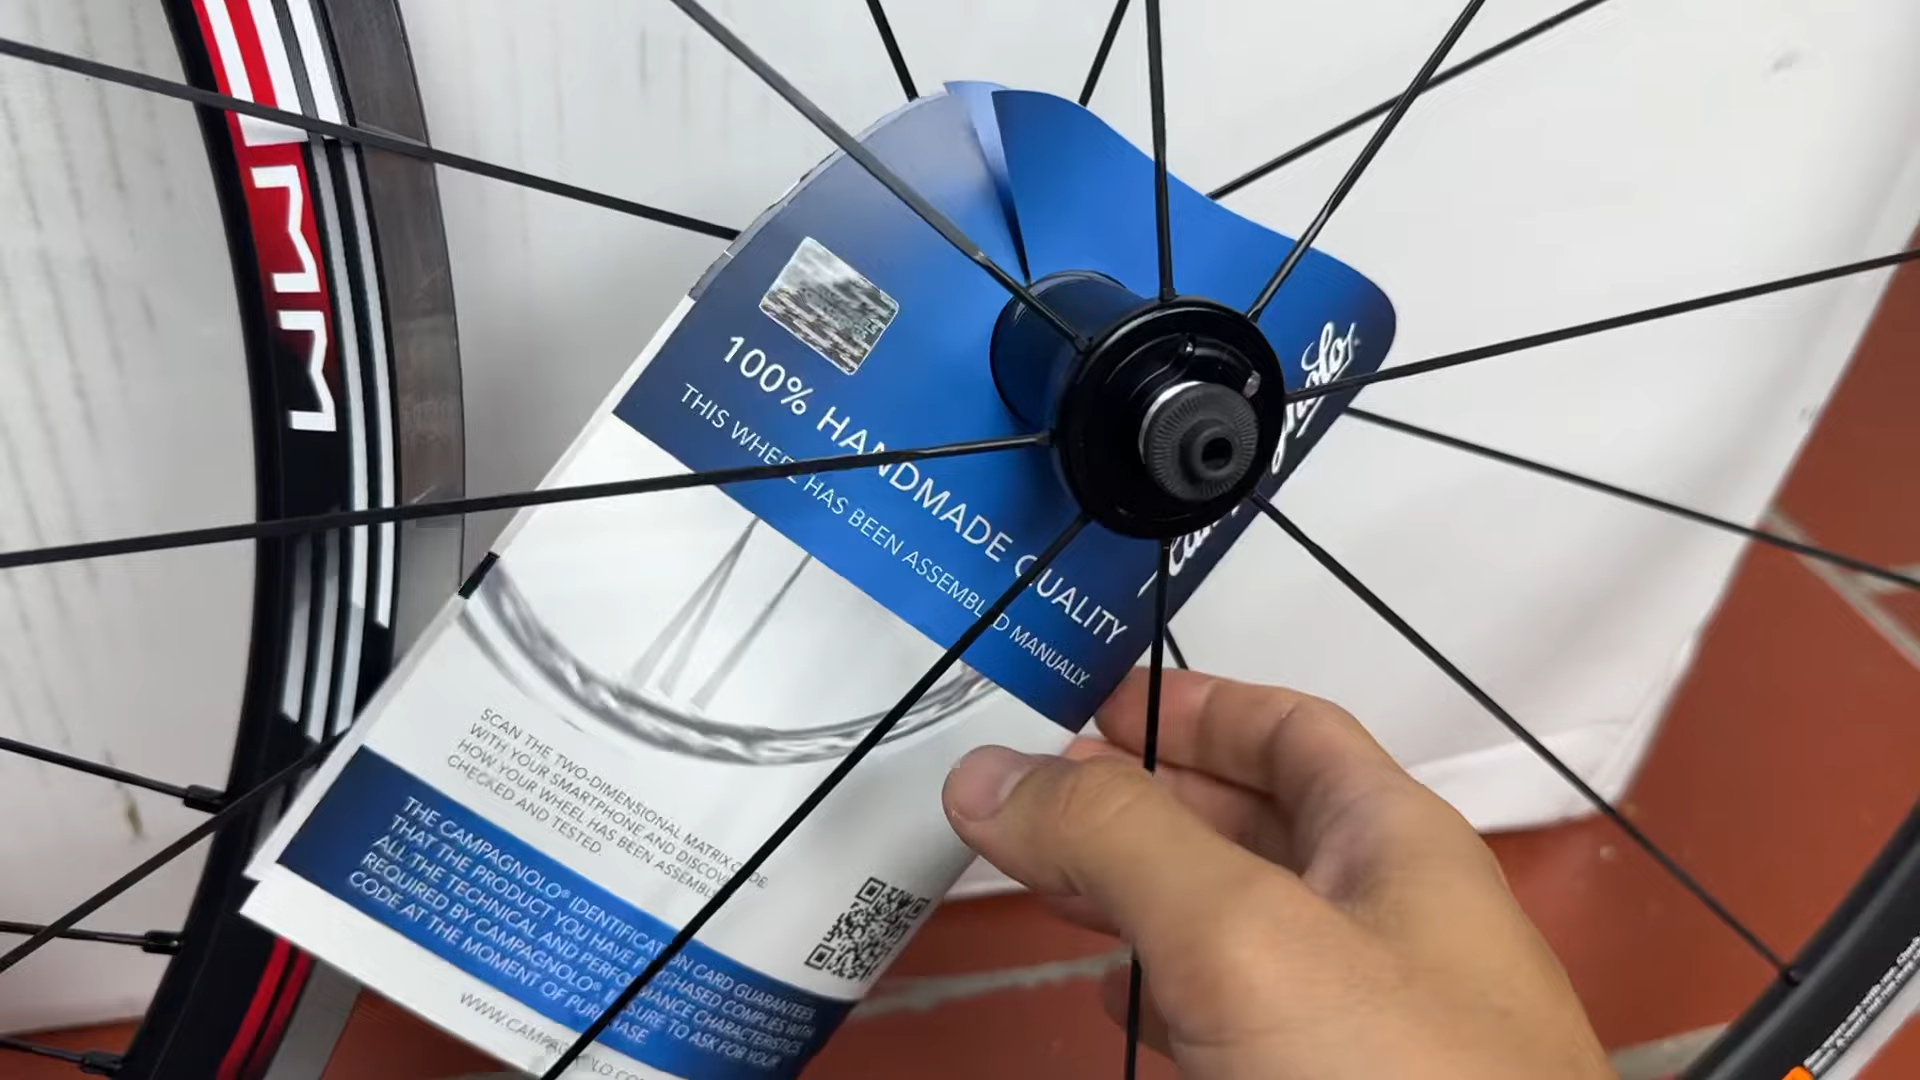 100% HANDMADE QUALITY
THIS WHEEL HAS BEEN ASSEMBLED MANUALLY.
SCAN THE TWO-DIMENSIONAL MATRIX CODE
WITH YOUR SMARTPHONE AND DISCOVER
HOW YOUR WHEEL HAS BEEN ASSEMBLED,
CHECKED AND TESTED.
THE CAMPAGNOLO® IDENTIFICATION CARD GUARANTEES
THAT THE PRODUCT YOU HAVE PURCHASED COMPLIES WITH
ALL THE TECHNICAL AND PERFORMANCE CHARACTERISTICS
REQUIRED BY CAMPAGNOLO®. BE SURE TO ASK FOR YOUR
CODE AT THE MOMENT OF PURCHASE.
WWW.CAMPAGNOLO.CO